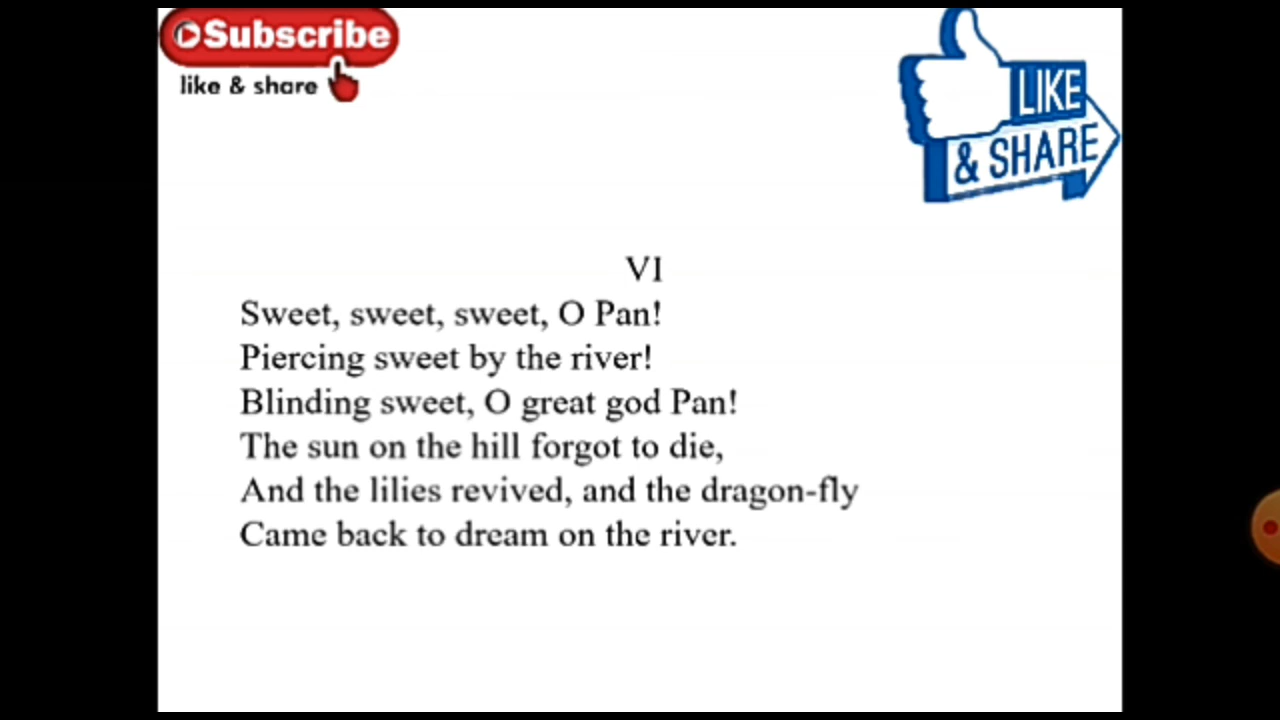 Subscribe
like & share
LIKE
& SHARE
VI
Sweet, sweet, sweet, O Pan!
Piercing sweet by the river!
Blinding sweet, O great god Pan!
The sun on the hill forgot to die,
And the lilies revived, and the dragon-fly
Came back to dream on the river.